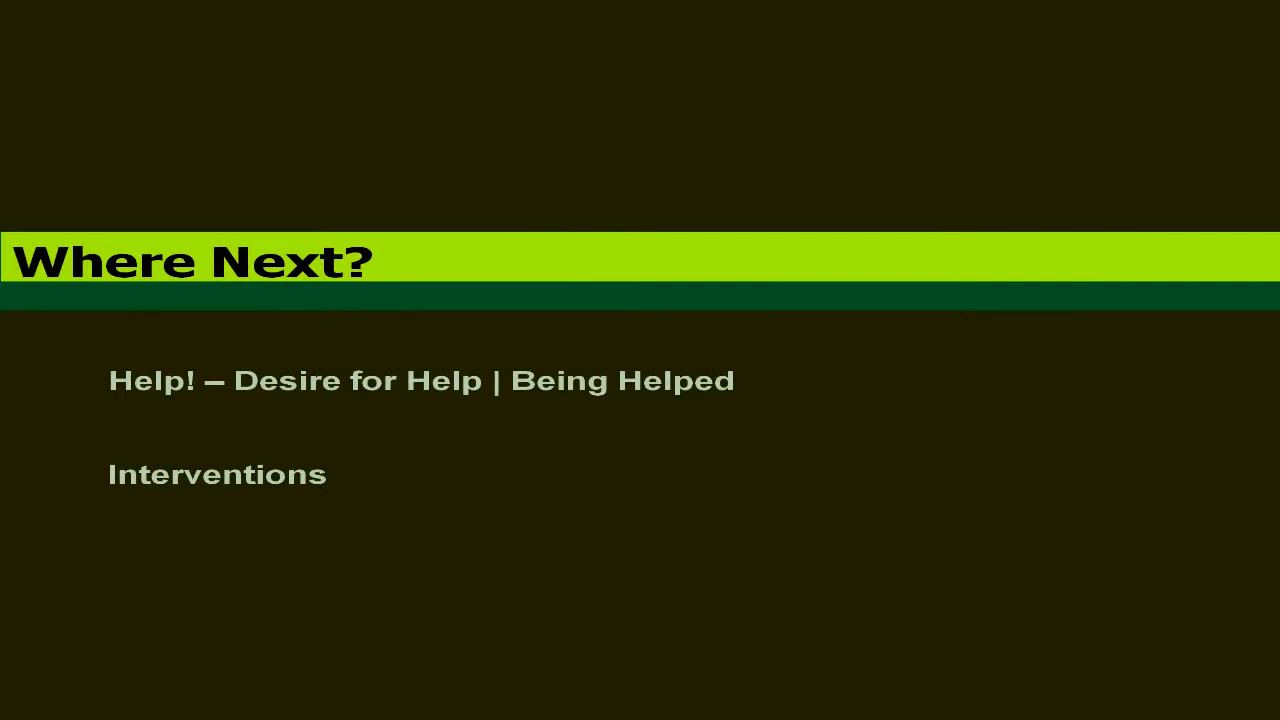 Where Next?
Help! – Desire for Help | Being Helped
Interventions